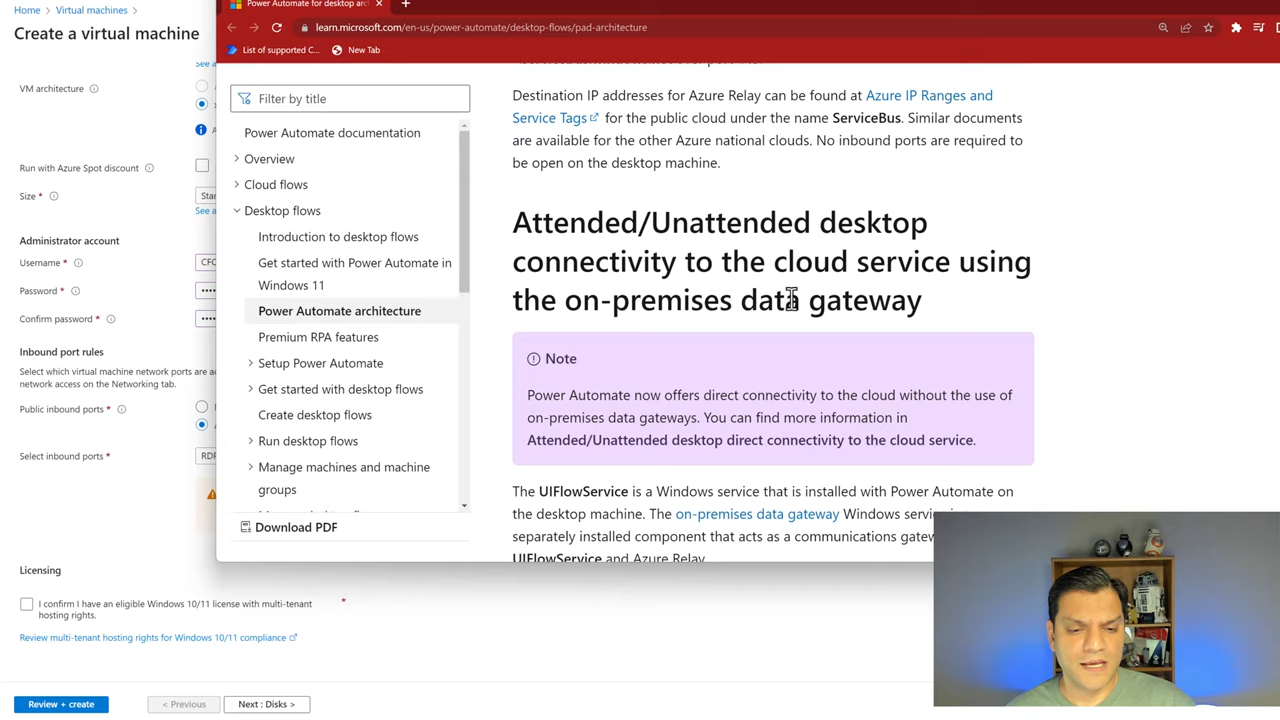 Home > Virtual machines >
Create a virtual machine
VM architecture
Run with Azure Spot discount
Size *
See a
Administrator account
Username *
CFC
Password *
Confirm password *
Inbound port rules
Select which virtual machine network ports are a
network access on the Networking tab.
Public inbound ports *
Select inbound ports *
RDP
Licensing
I confirm I have an eligible Windows 10/11 license with multi-tenant
hosting rights. *
Review multi-tenant hosting rights for Windows 10/11 compliance
Review + create
< Previous
Next : Disks >
Power Automate for desktop arc
learn.microsoft.com/en-us/power-automate/desktop-flows/pad-architecture
List of supported C...
New Tab
Filter by title
Power Automate documentation
Overview
Cloud flows
Desktop flows
Introduction to desktop flows
Get started with Power Automate in
Windows 11
Power Automate architecture
Premium RPA features
Setup Power Automate
Get started with desktop flows
Create desktop flows
Run desktop flows
Manage machines and machine
groups
Download PDF
Destination IP addresses for Azure Relay can be found at Azure IP Ranges and
Service Tags for the public cloud under the name ServiceBus. Similar documents
are available for the other Azure national clouds. No inbound ports are required to
be open on the desktop machine.
Attended/Unattended desktop
connectivity to the cloud service using
the on-premises data gateway
Note
Power Automate now offers direct connectivity to the cloud without the use of
on-premises data gateways. You can find more information in
Attended/Unattended desktop direct connectivity to the cloud service.
The UIFlowService is a Windows service that is installed with Power Automate on
the desktop machine. The on-premises data gateway Windows servi
separately installed component that acts as a communications gatew
UIFlowService and Azure Relay.